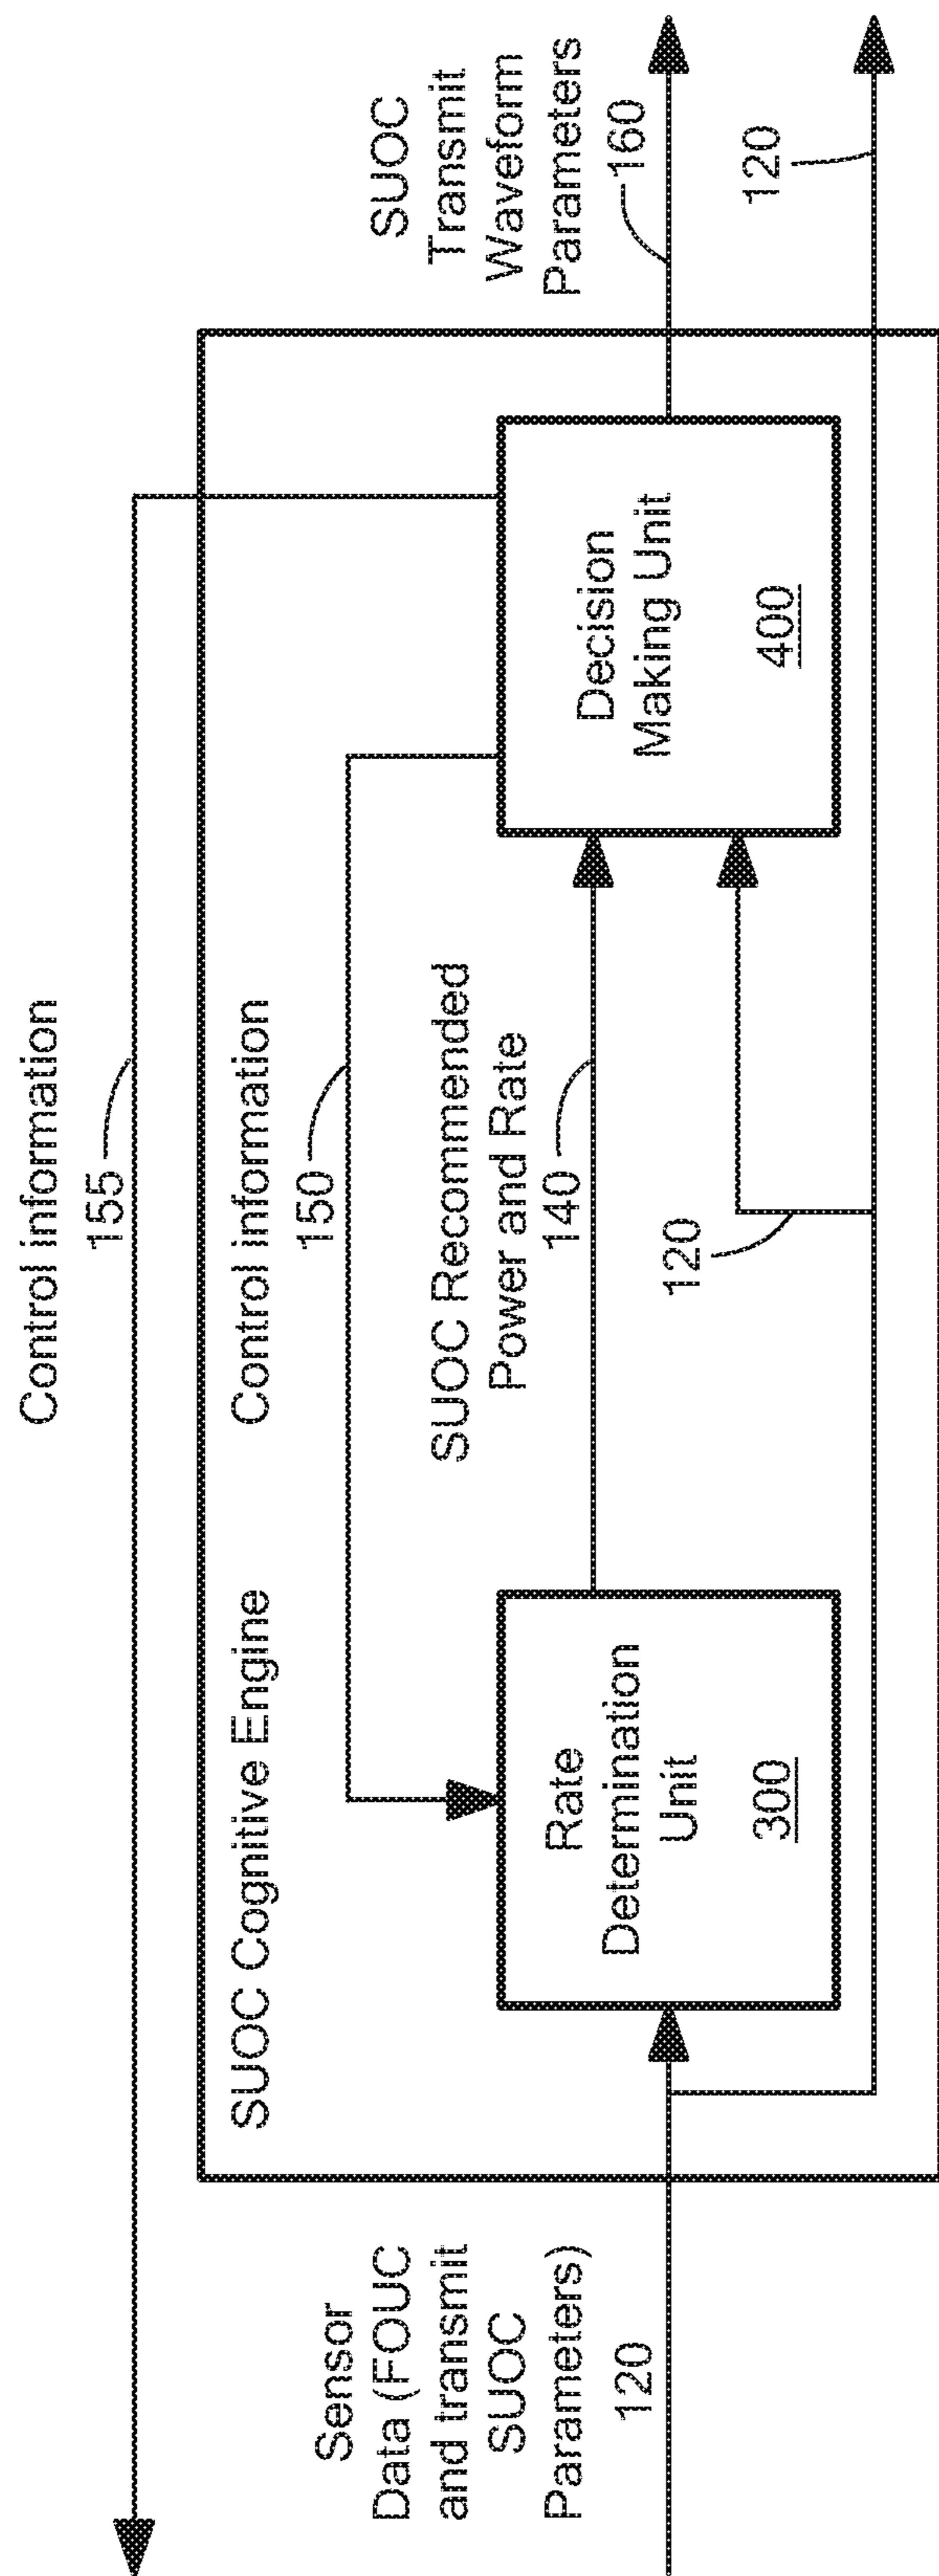 Control information
155
SUOC Cognitive Engine
Control information
150
Sensor
Data (FOUC
and transmit
SUOC
Parameters)
120
Rate
Determination
Unit
300
SUOC Recommended
Power and Rate
140
120
Decision
Making Unit
400
SUOC
Transmit
Waveform
Parameters
160
120